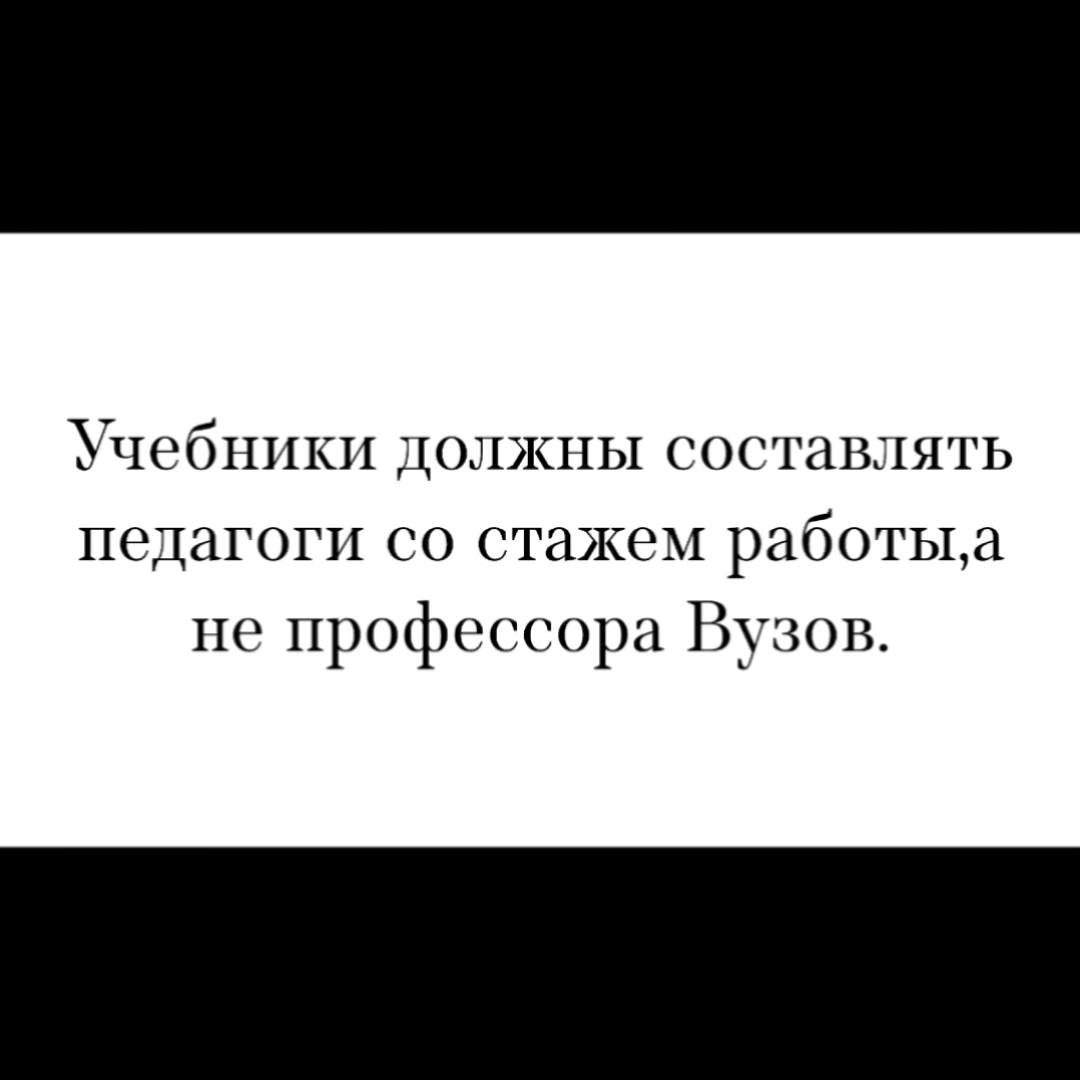 Учебники должны составлять
педагоги со стажем работы,а
не профессора Вузов.